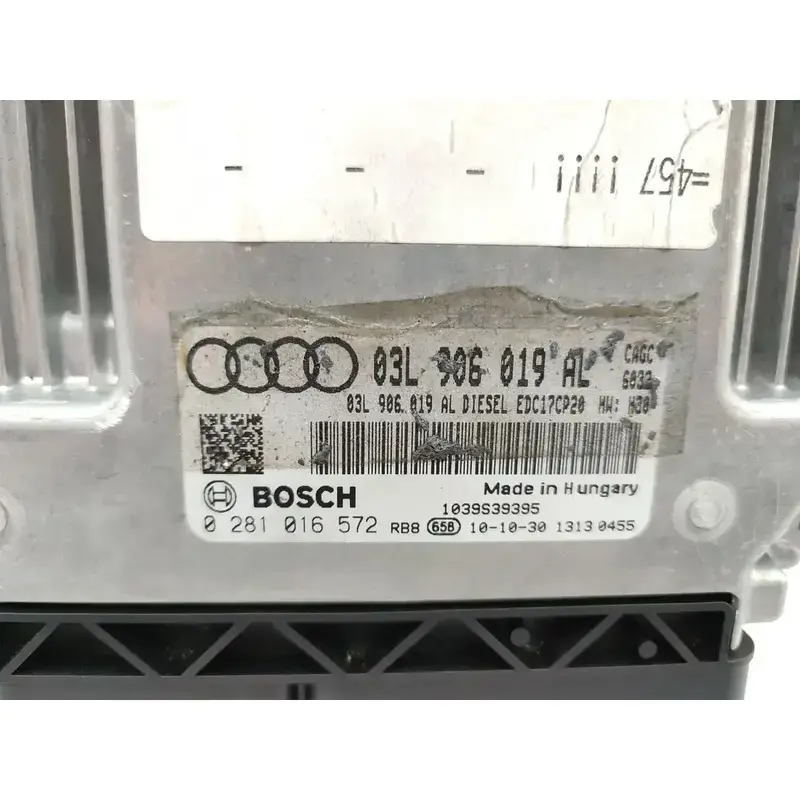 - - - ¡¡¡¡ 457=
03L 906 019 AL CAGC
6032
03L 906 019 AL DIESEL EDC17CP20 HW: H30
BOSCH Made in Hungary
1039S39395
0 281 016 572 RB8 658 10-10-30 1313 0455